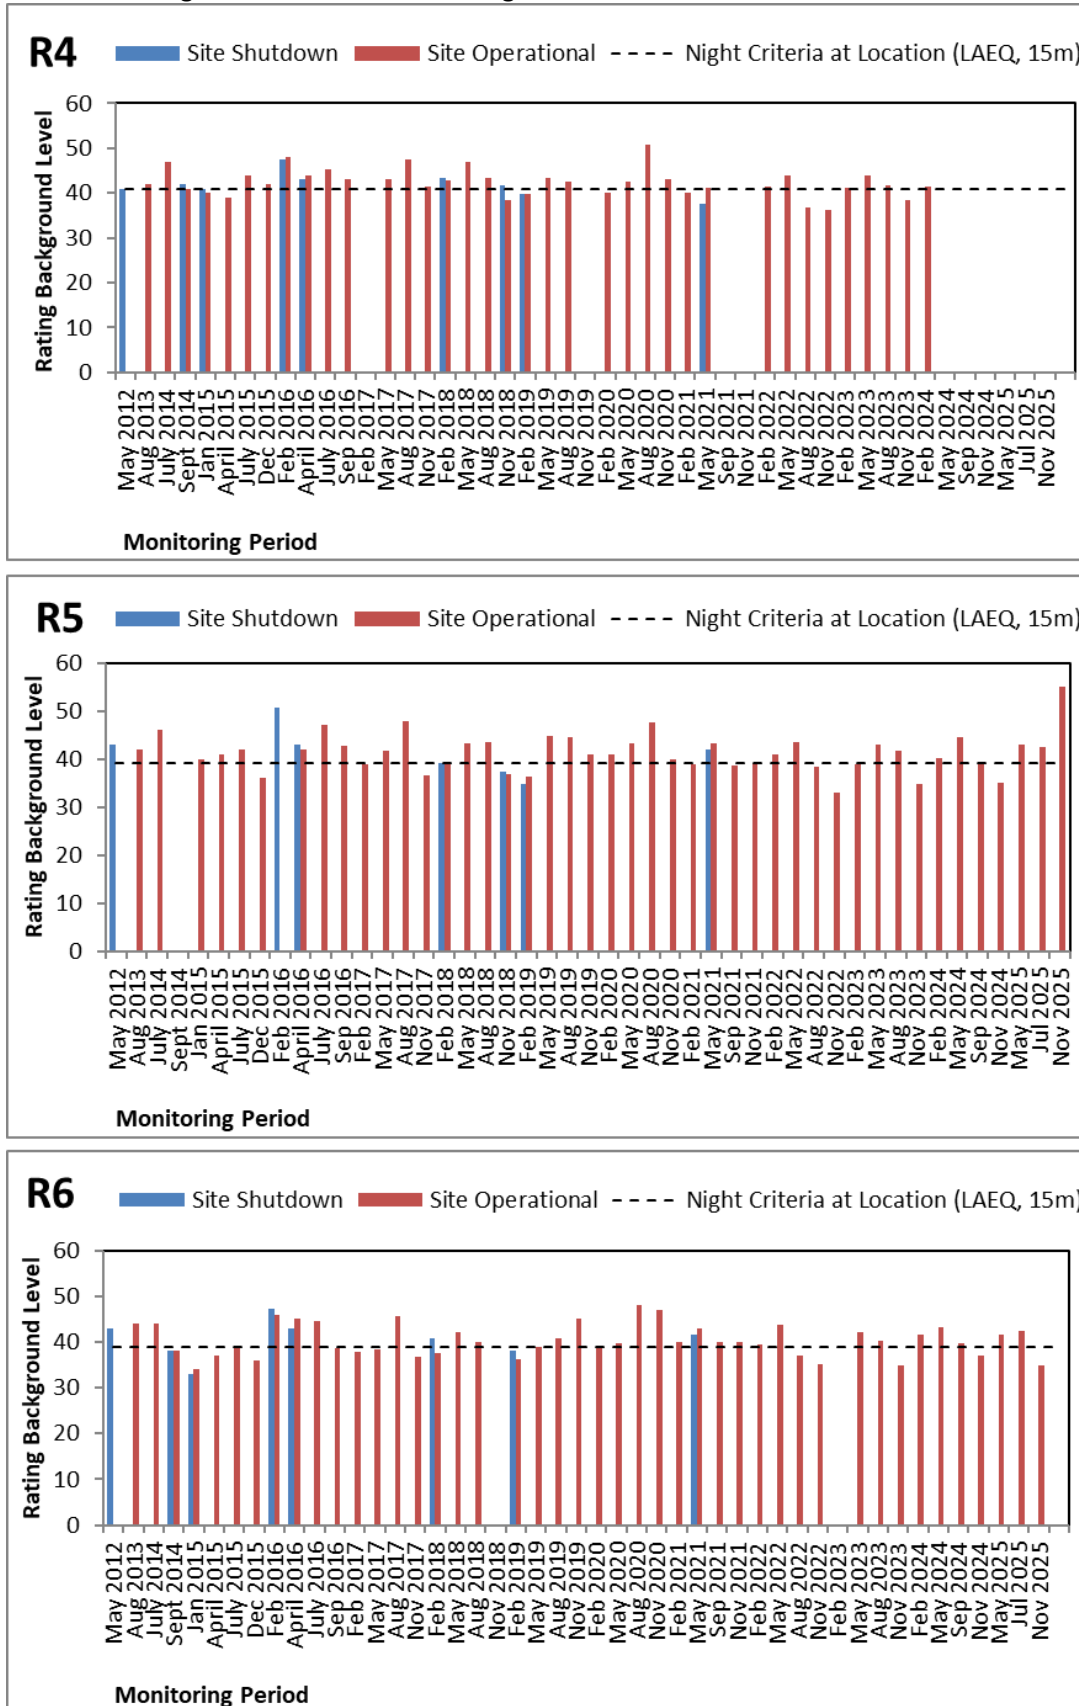 R4 Site Shutdown Site Operational Night Criteria at Location (LAEQ, 15m)
Rating Background Level
60
50
40
30
20
10
0
May 2012
Aug 2013
July 2014
Sept 2014
Jan 2015
April 2015
July 2015
Dec 2015
Feb 2016
April 2016
July 2016
Sep 2016
Feb 2017
May 2017
Aug 2017
Nov 2017
Feb 2018
May 2018
Aug 2018
Nov 2018
Feb 2019
May 2019
Aug 2019
Nov 2019
Feb 2020
May 2020
Aug 2020
Nov 2020
Feb 2021
May 2021
Sep 2021
Nov 2021
Feb 2022
May 2022
Aug 2022
Nov 2022
Feb 2023
May 2023
Aug 2023
Nov 2023
Feb 2024
May 2024
Sep 2024
Nov 2024
May 2025
Jul 2025
Nov 2025
Monitoring Period
R5 Site Shutdown Site Operational Night Criteria at Location (LAEQ, 15m)
Rating Background Level
60
50
40
30
20
10
0
May 2012
Aug 2013
July 2014
Sept 2014
Jan 2015
April 2015
July 2015
Dec 2015
Feb 2016
April 2016
July 2016
Sep 2016
Feb 2017
May 2017
Aug 2017
Nov 2017
Feb 2018
May 2018
Aug 2018
Nov 2018
Feb 2019
May 2019
Aug 2019
Nov 2019
Feb 2020
May 2020
Aug 2020
Nov 2020
Feb 2021
May 2021
Sep 2021
Nov 2021
Feb 2022
May 2022
Aug 2022
Nov 2022
Feb 2023
May 2023
Aug 2023
Nov 2023
Feb 2024
May 2024
Sep 2024
Nov 2024
May 2025
Jul 2025
Nov 2025
Monitoring Period
R6 Site Shutdown Site Operational Night Criteria at Location (LAEQ, 15m)
Rating Background Level
60
50
40
30
20
10
0
May 2012
Aug 2013
July 2014
Sept 2014
Jan 2015
April 2015
July 2015
Dec 2015
Feb 2016
April 2016
July 2016
Sep 2016
Feb 2017
May 2017
Aug 2017
Nov 2017
Feb 2018
May 2018
Aug 2018
Nov 2018
Feb 2019
May 2019
Aug 2019
Nov 2019
Feb 2020
May 2020
Aug 2020
Nov 2020
Feb 2021
May 2021
Sep 2021
Nov 2021
Feb 2022
May 2022
Aug 2022
Nov 2022
Feb 2023
May 2023
Aug 2023
Nov 2023
Feb 2024
May 2024
Sep 2024
Nov 2024
May 2025
Jul 2025
Nov 2025
Monitoring Period